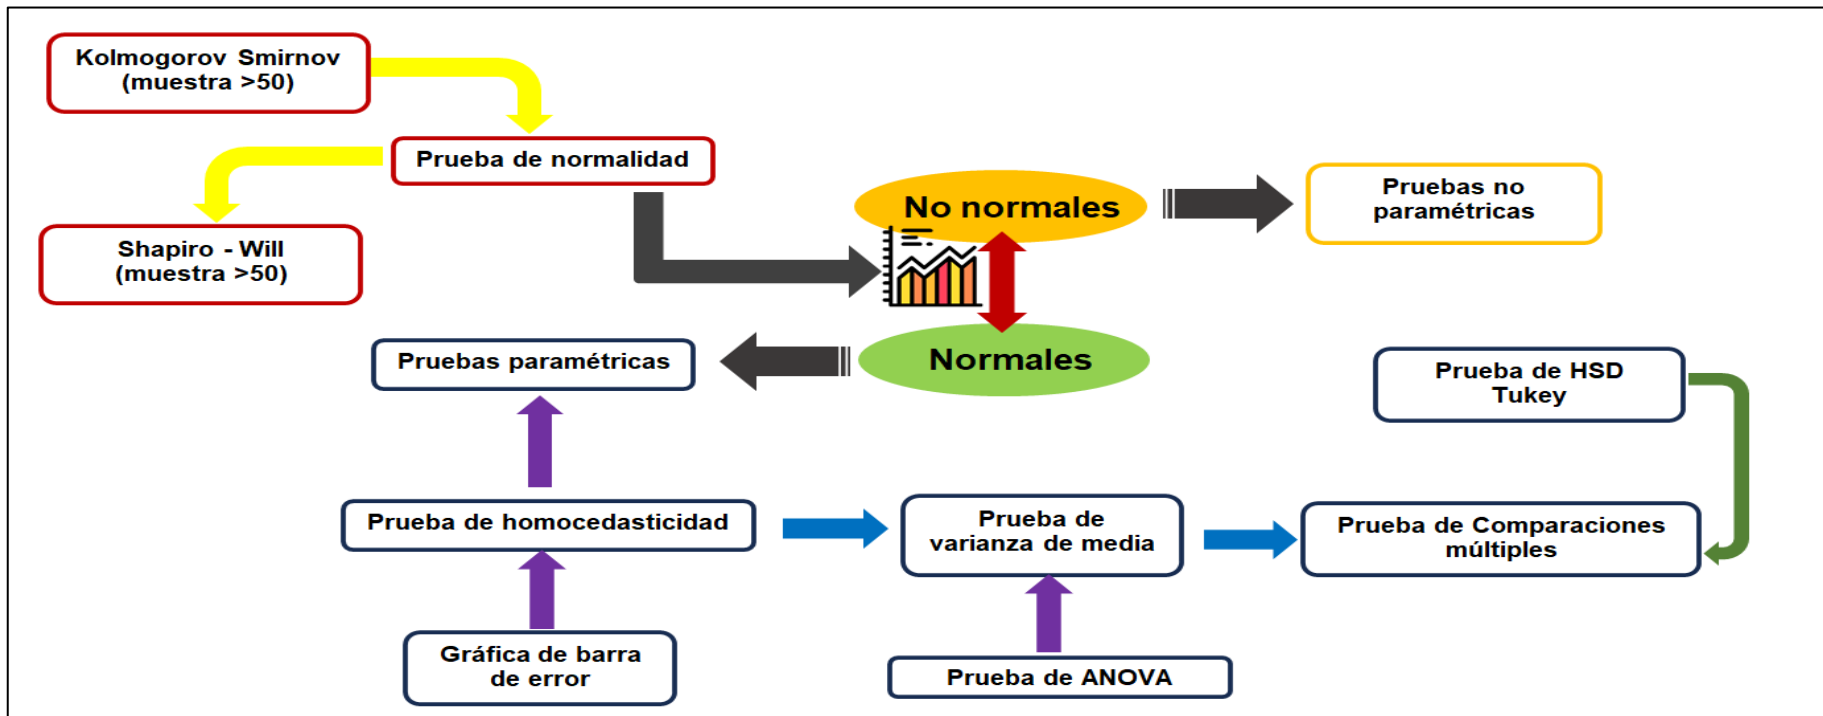 Kolmogorov Smirnov
(muestra >50)
Prueba de normalidad
Shapiro - Will
(muestra >50)
No normales
Pruebas no
paramétricas
Normales
Pruebas paramétricas
Prueba de HSD
Tukey
Prueba de homocedasticidad
Prueba de
varianza de media
Prueba de Comparaciones
múltiples
Gráfica de barra
de error
Prueba de ANOVA